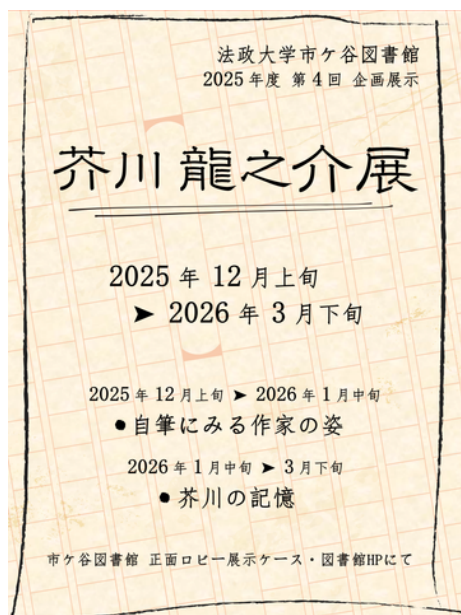 法政大学市ケ谷図書館
2025年度 第4回 企画展示
芥川龍之介展
2025年12月上旬
➤ 2026年3月下旬
2025年12月上旬 ➤ 2026年1月中旬
●自筆にみる作家の姿
2026年1月中旬 ➤ 3月下旬
●芥川の記憶
市ケ谷図書館 正面ロビー展示ケース・図書館HPにて